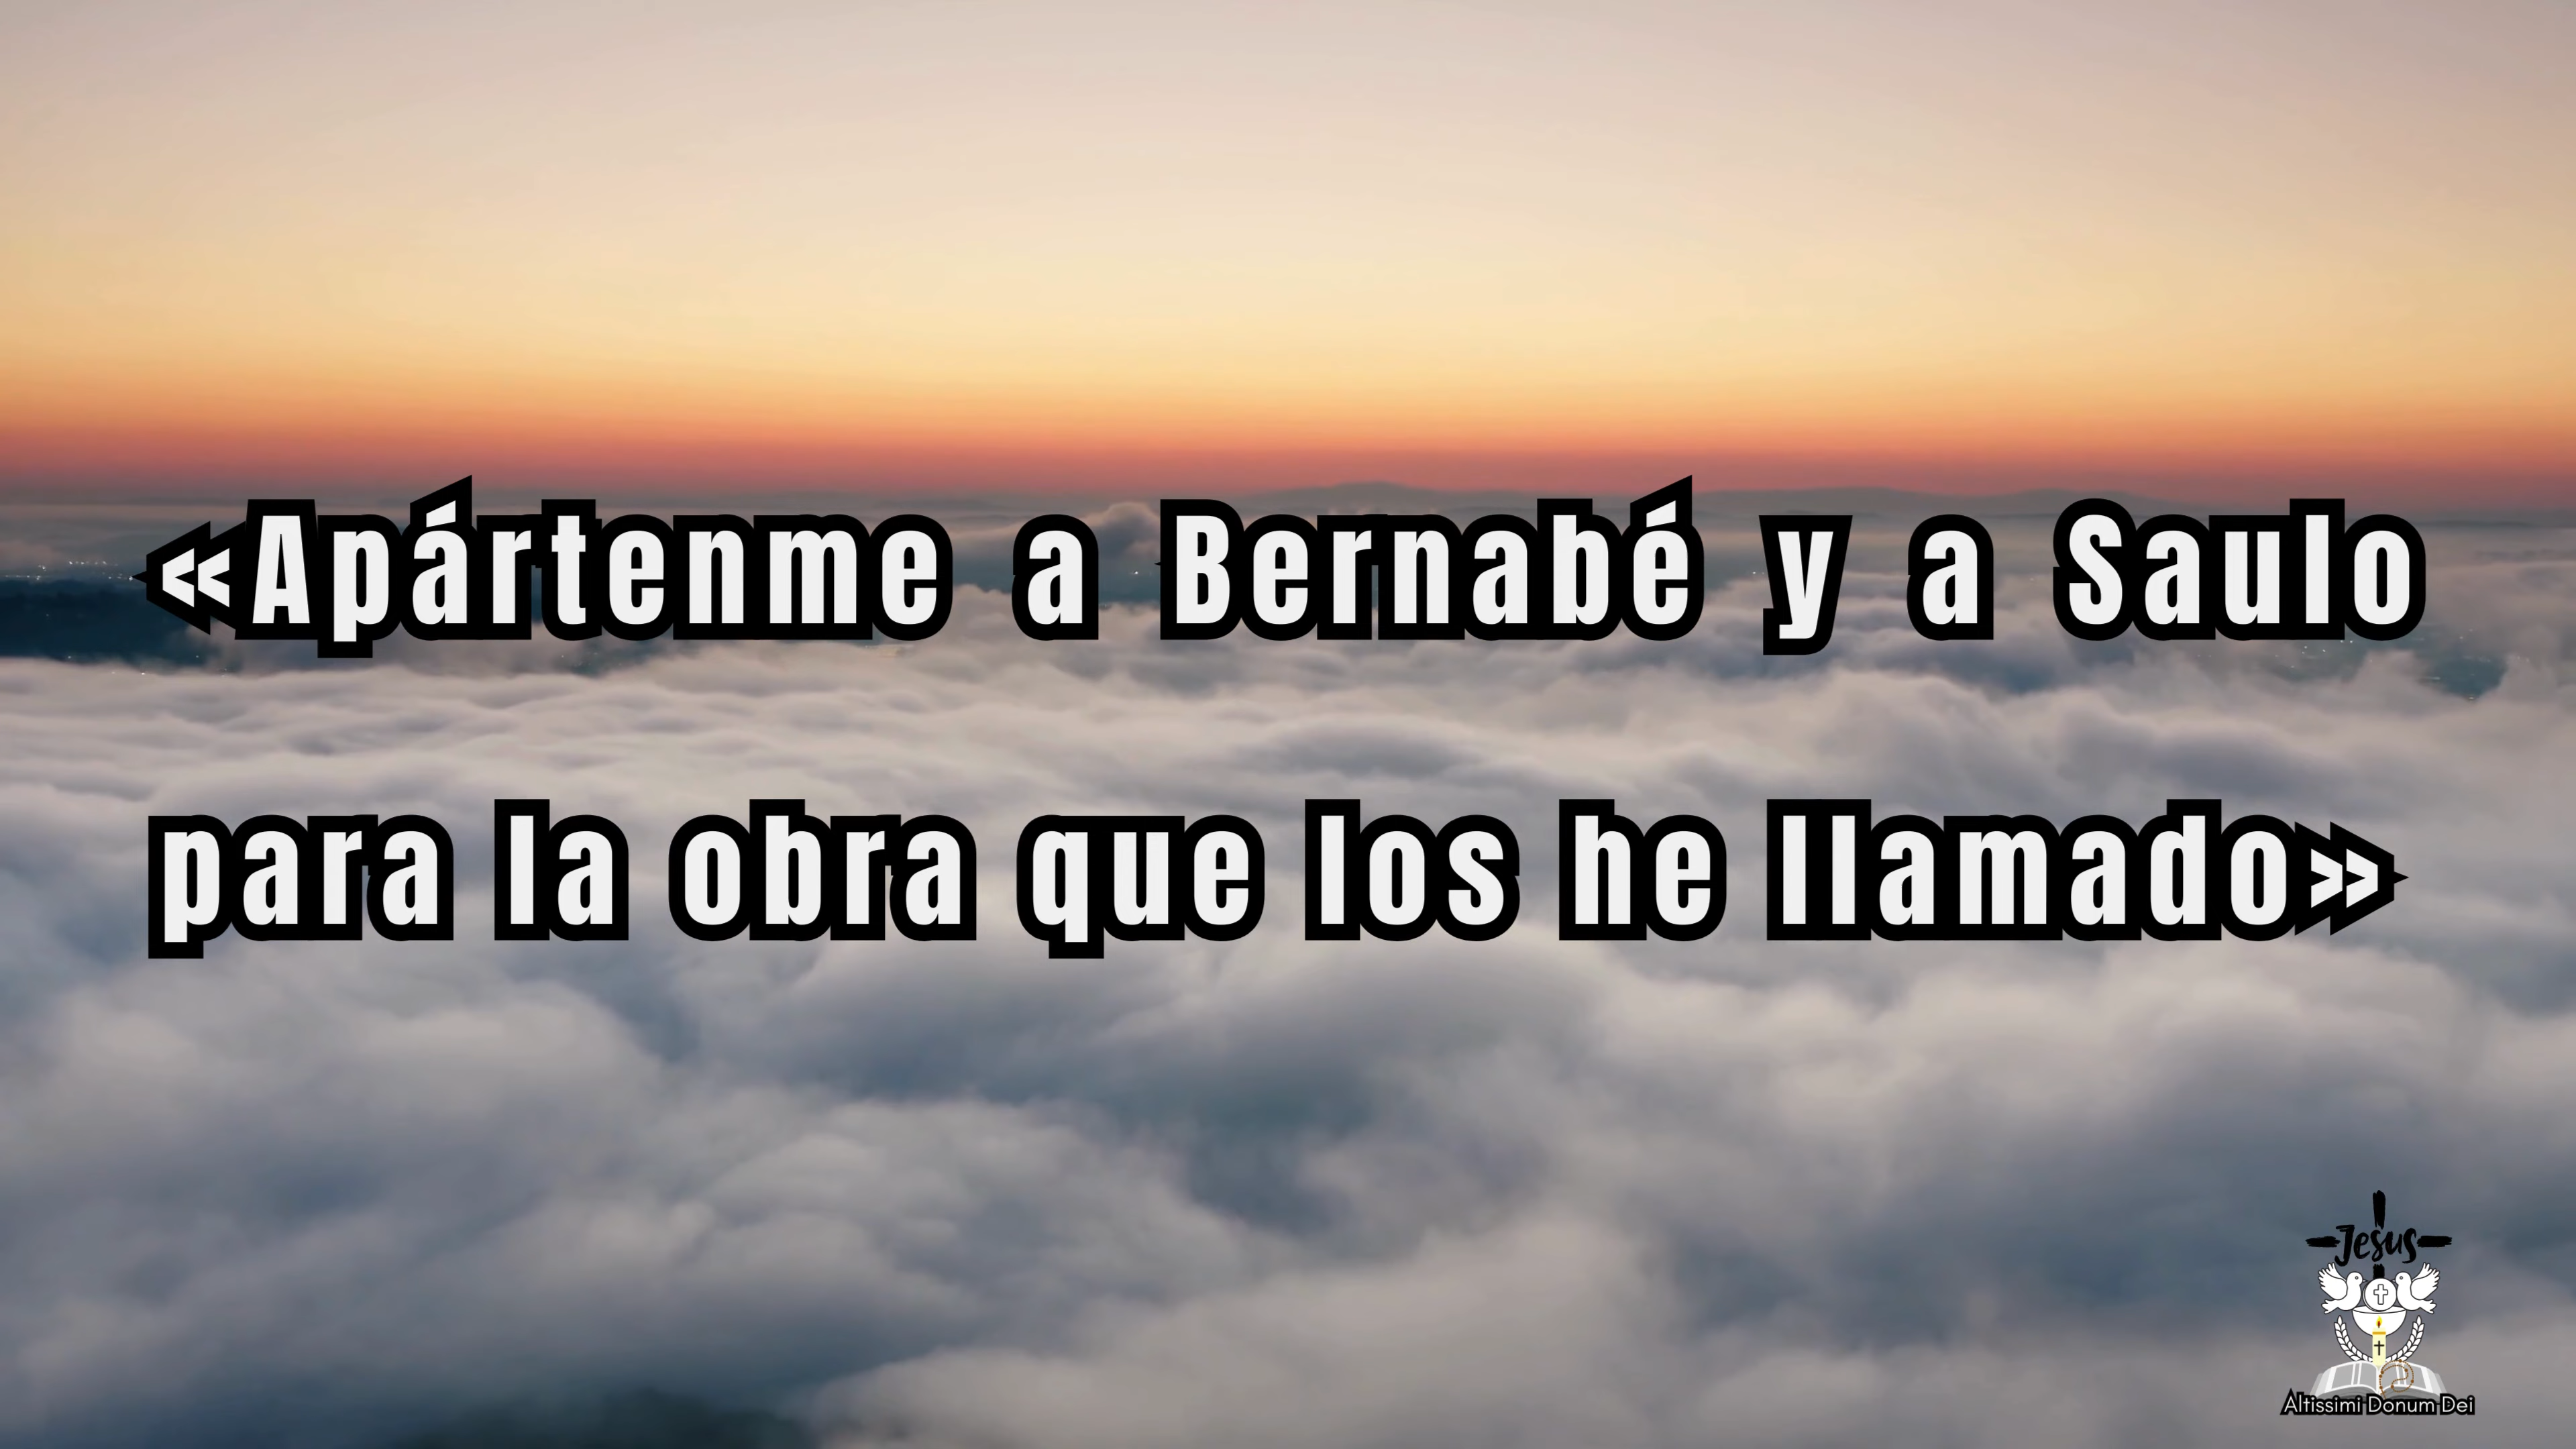 «Apártenme a Bernabé y a Saulo
para la obra que los he llamado»
Jesus
Altissimi Donum Dei